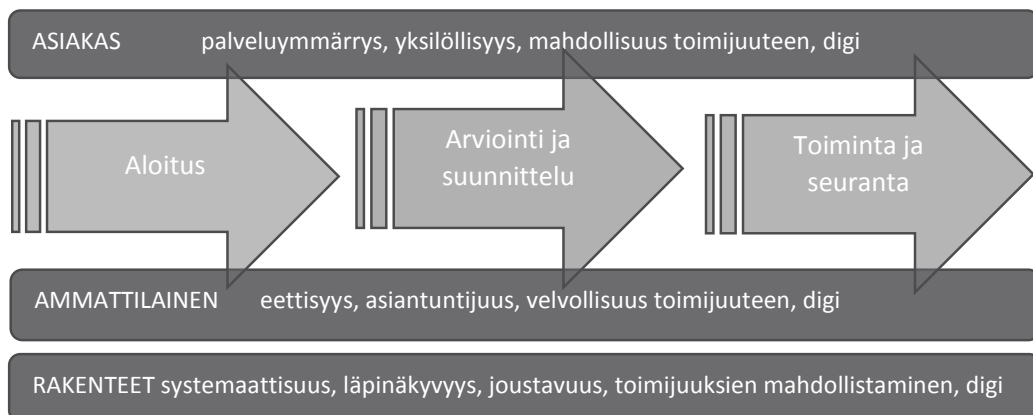 ASIAKAS palveluymmärrys, yksilöllisyys, mahdollisuus toimijuuteen, digi
Aloitus
Arviointi ja
suunnittelu
Toiminta ja
seuranta
AMMATTILAINEN eettisyys, asiantuntijuus, velvollisuus toimijuuteen, digi
RAKENTEET systemaattisuus, läpinäkyvyys, joustavuus, toimijuuksien mahdollistaminen, digi